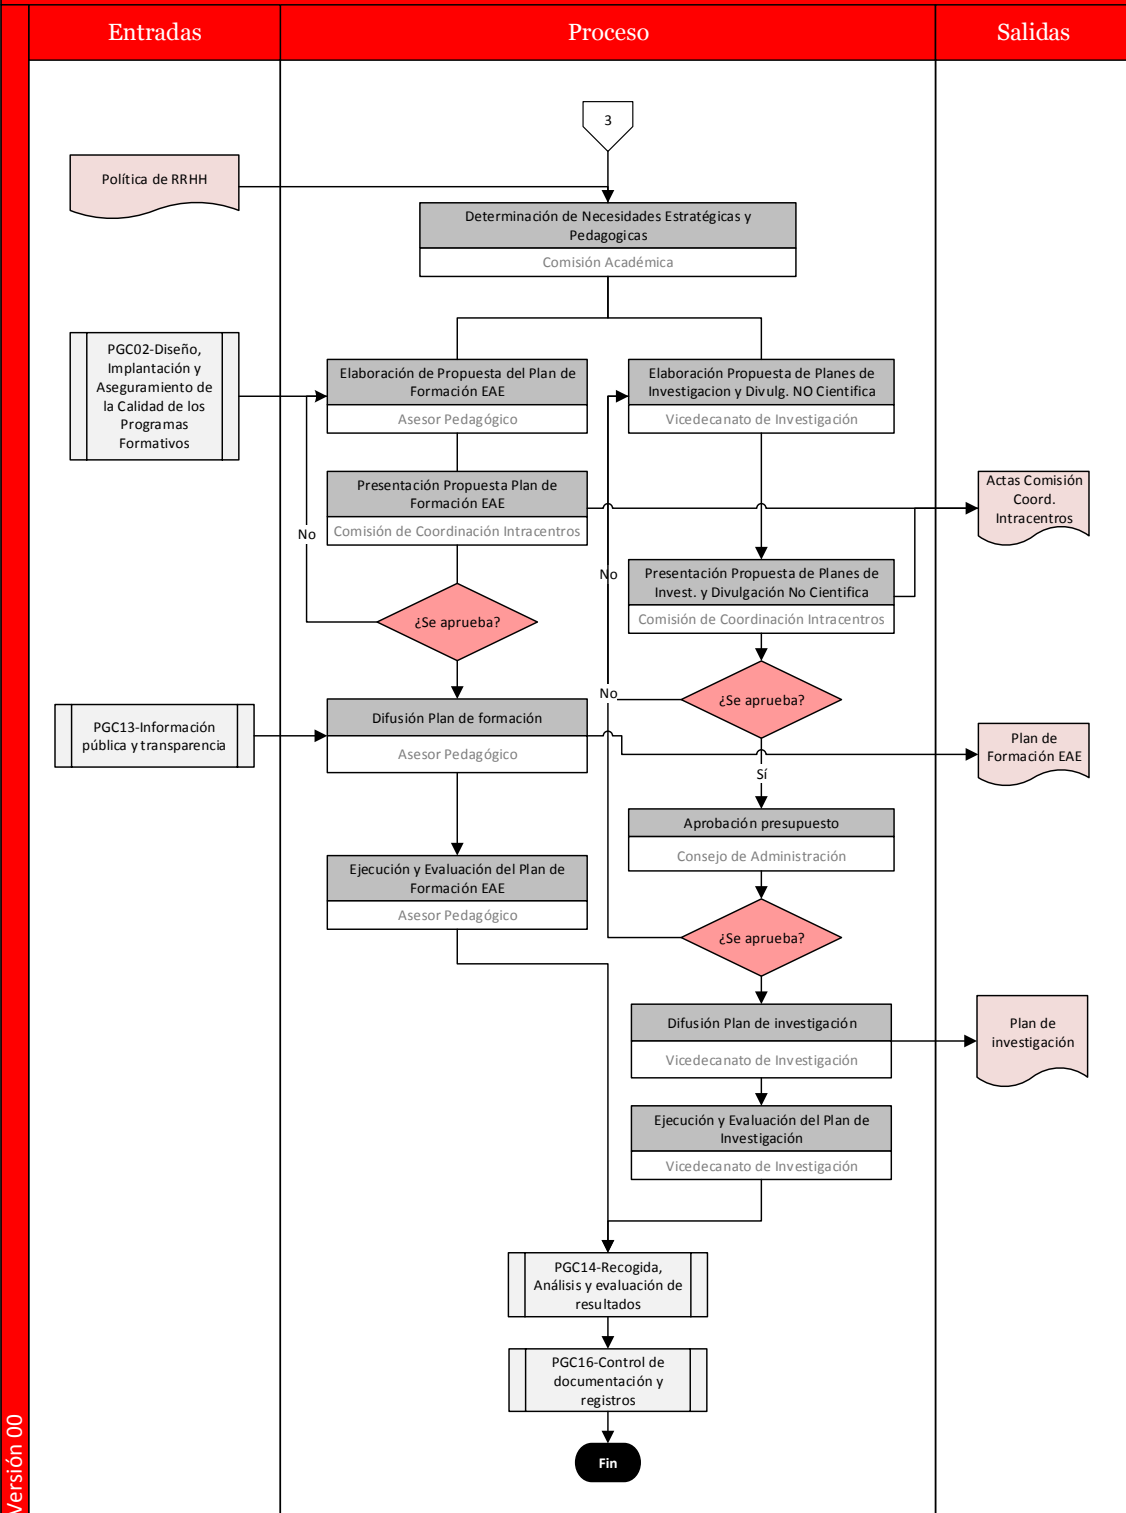 Entradas
Proceso
Salidas
3
Política de RRHH
Determinación de Necesidades Estratégicas y
Pedagogicas
Comisión Académica
PGC02-Diseño,
Implantación y
Aseguramiento de
la Calidad de los
Programas
Formativos
Elaboración de Propuesta del Plan de
Formación EAE
Asesor Pedagógico
Elaboración Propuesta de Planes de
Investigacion y Divulg. NO Cientifica
Vicedecanato de Investigación
Presentación Propuesta Plan de
Formación EAE
Comisión de Coordinación Intracentros
Actas Comisión
Coord.
Intracentros
No
No
Presentación Propuesta de Planes de
Invest. y Divulgación No Cientifica
Comisión de Coordinación Intracentros
¿Se aprueba?
No
¿Se aprueba?
PGC13-Información
pública y transparencia
Difusión Plan de formación
Asesor Pedagógico
Plan de
Formación EAE
Sí
Aprobación presupuesto
Consejo de Administración
Ejecución y Evaluación del Plan de
Formación EAE
Asesor Pedagógico
¿Se aprueba?
Difusión Plan de investigación
Vicedecanato de Investigación
Plan de
investigación
Ejecución y Evaluación del Plan de
Investigación
Vicedecanato de Investigación
PGC14-Recogida,
Análisis y evaluación de
resultados
PGC16-Control de
documentación y
registros
Fin
Versión 00